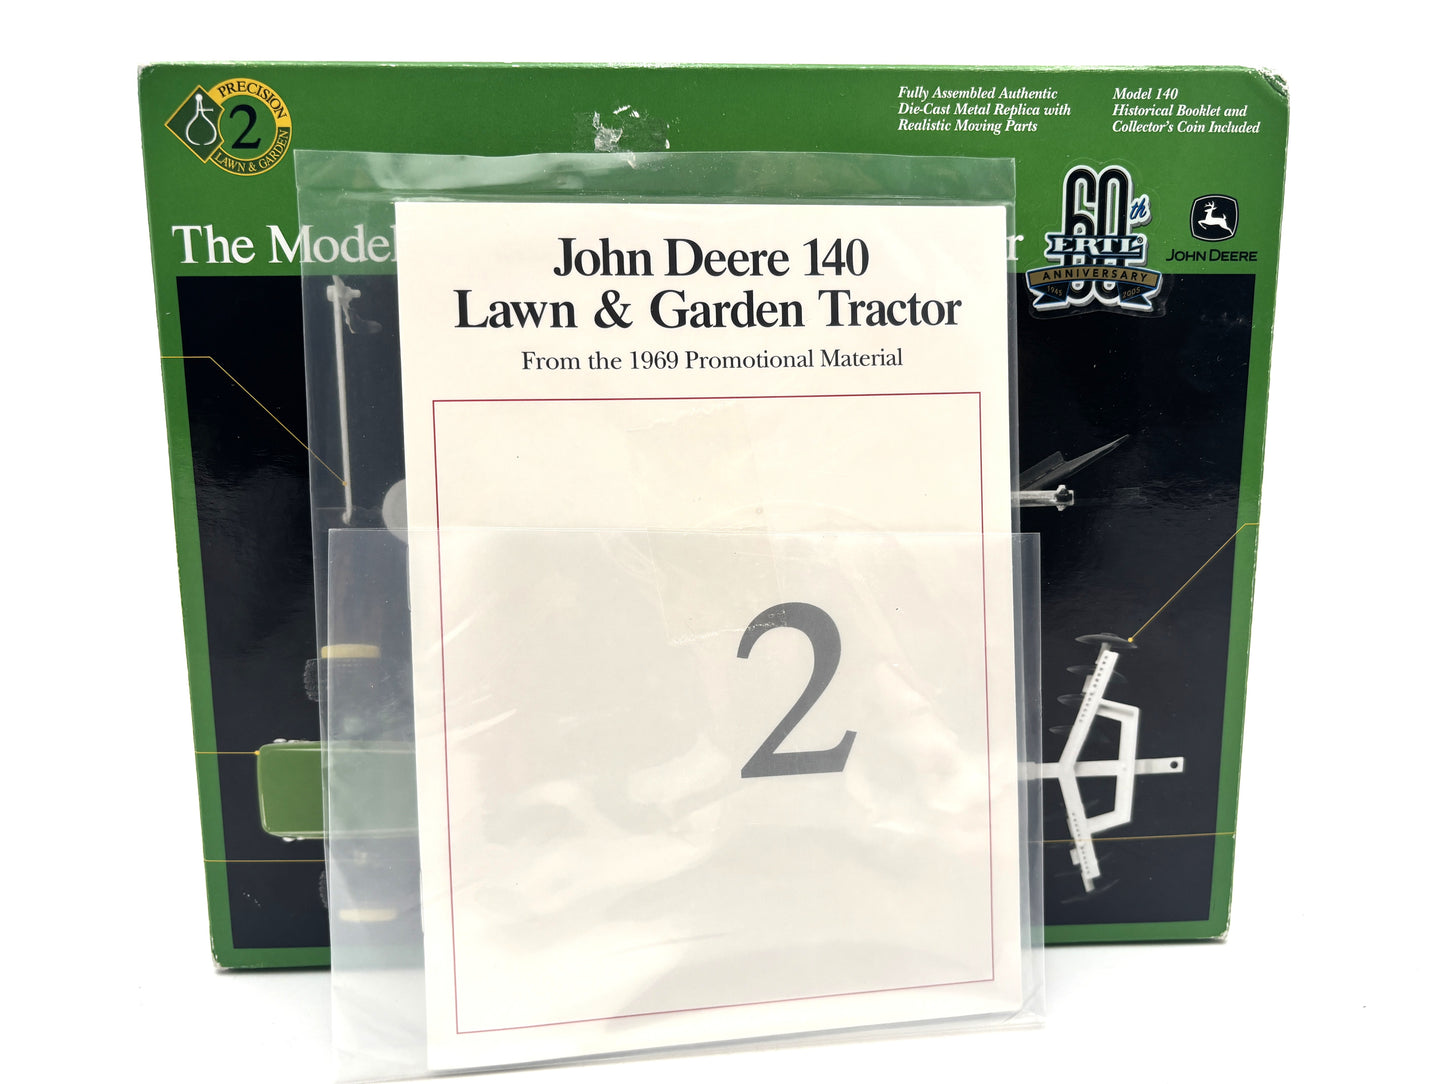 PRECISION
2
LAWN & GARDEN
Fully Assembled Authentic
Die-Cast Metal Replica with
Realistic Moving Parts
Model 140
Historical Booklet and
Collector's Coin Included
The Model
r
60th
ERTL
ANNIVERSARY
1945 2005
JOHN DEERE
John Deere 140
Lawn & Garden Tractor
From the 1969 Promotional Material
2